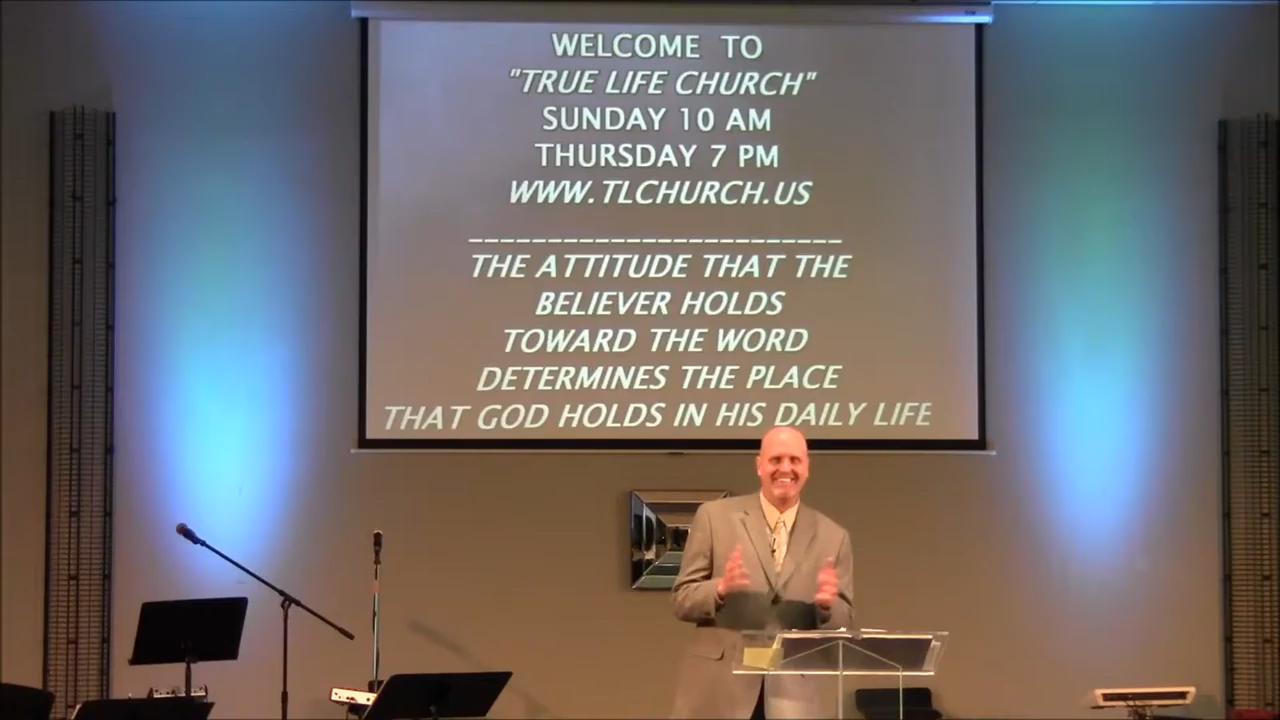 WELCOME TO
"TRUE LIFE CHURCH"
SUNDAY 10 AM
THURSDAY 7 PM
WWW.TLCHURCH.US
________________________
THE ATTITUDE THAT THE
BELIEVER HOLDS
TOWARD THE WORD
DETERMINES THE PLACE
THAT GOD HOLDS IN HIS DAILY LIFE